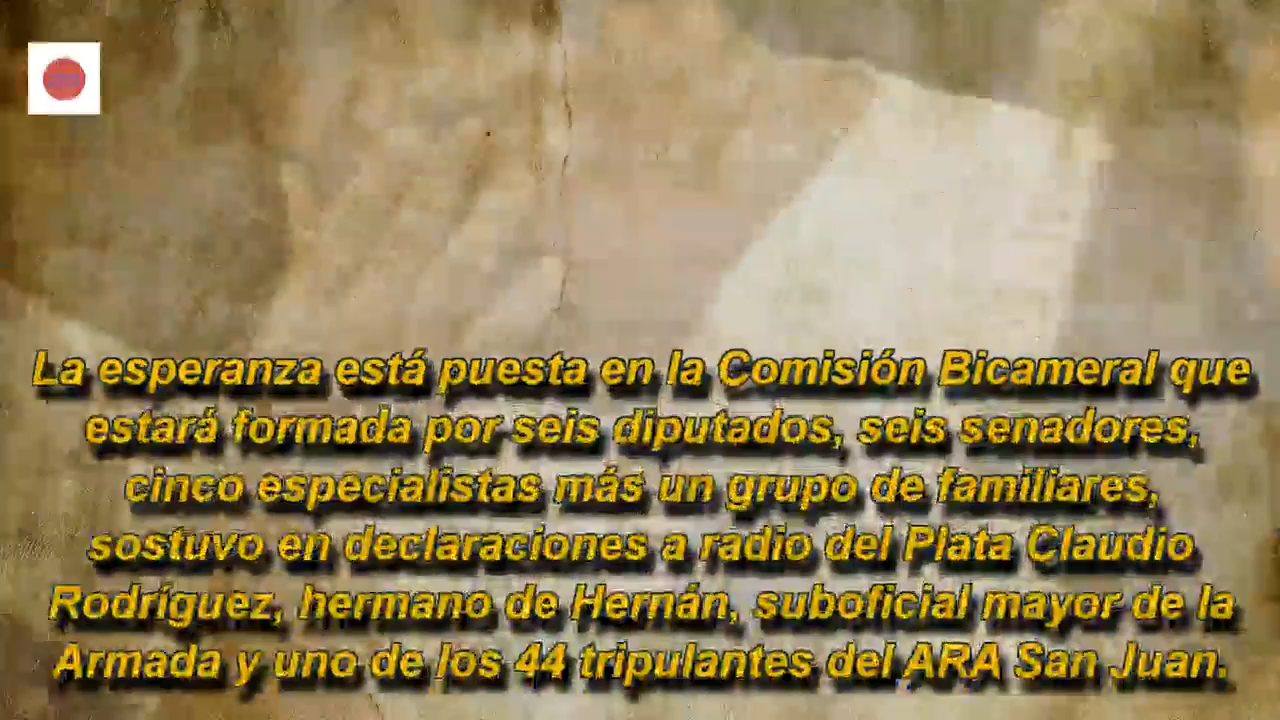 La esperanza está puesta en la Comisión Bicameral que
estará formada por seis diputados, seis senadores,
cinco especialistas más un grupo de familiares,
sostuvo en declaraciones a radio del Plata Claudio
Rodríguez, hermano de Hernán, suboficial mayor de la
Armada y uno de los 44 tripulantes del ARA San Juan.